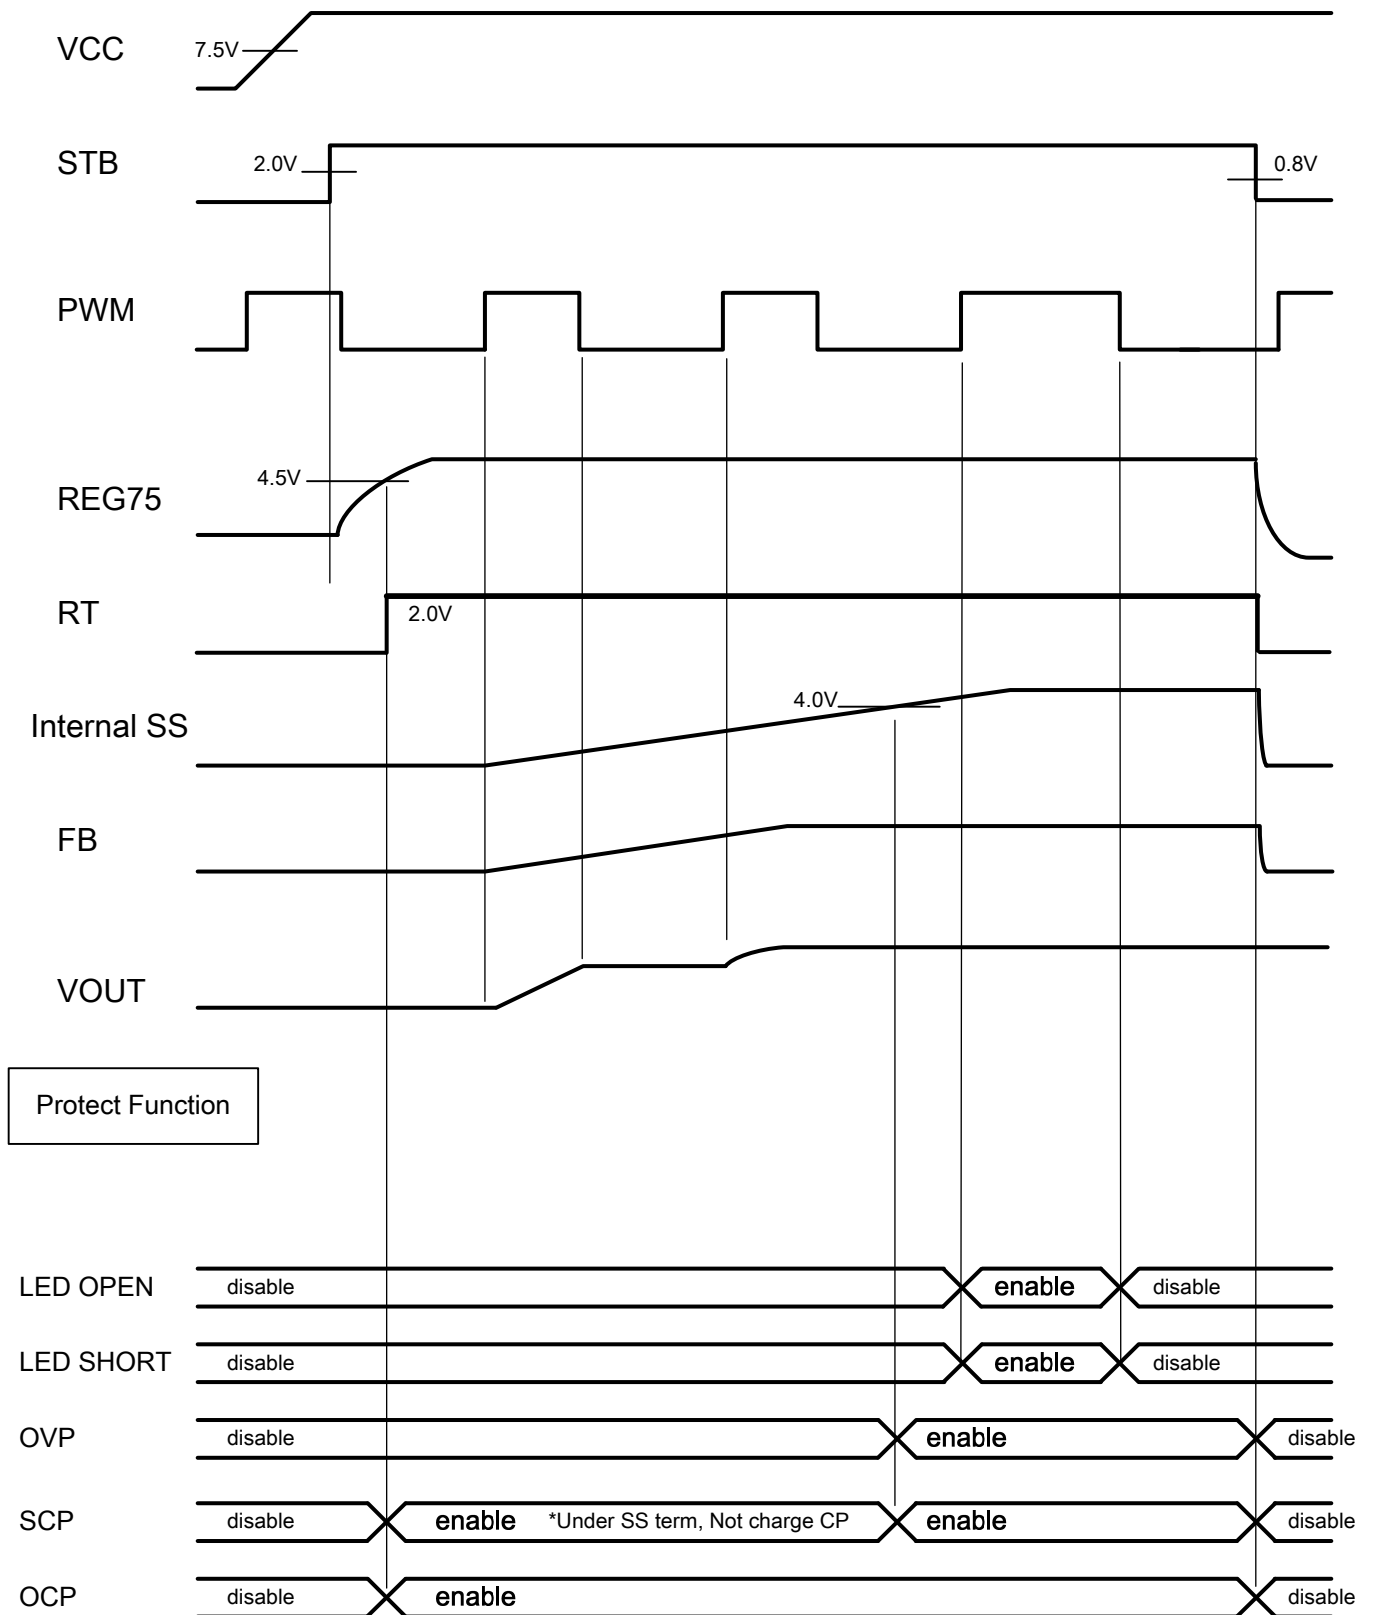 VCC
7.5V
STB
2.0V
0.8V
PWM
REG75
4.5V
RT
2.0V
Internal SS
4.0V
FB
VOUT
Protect Function
LED OPEN
disable
enable
disable
LED SHORT
disable
enable
disable
OVP
disable
enable
disable
SCP
disable
enable
*Under SS term, Not charge CP
enable
disable
OCP
disable
enable
disable